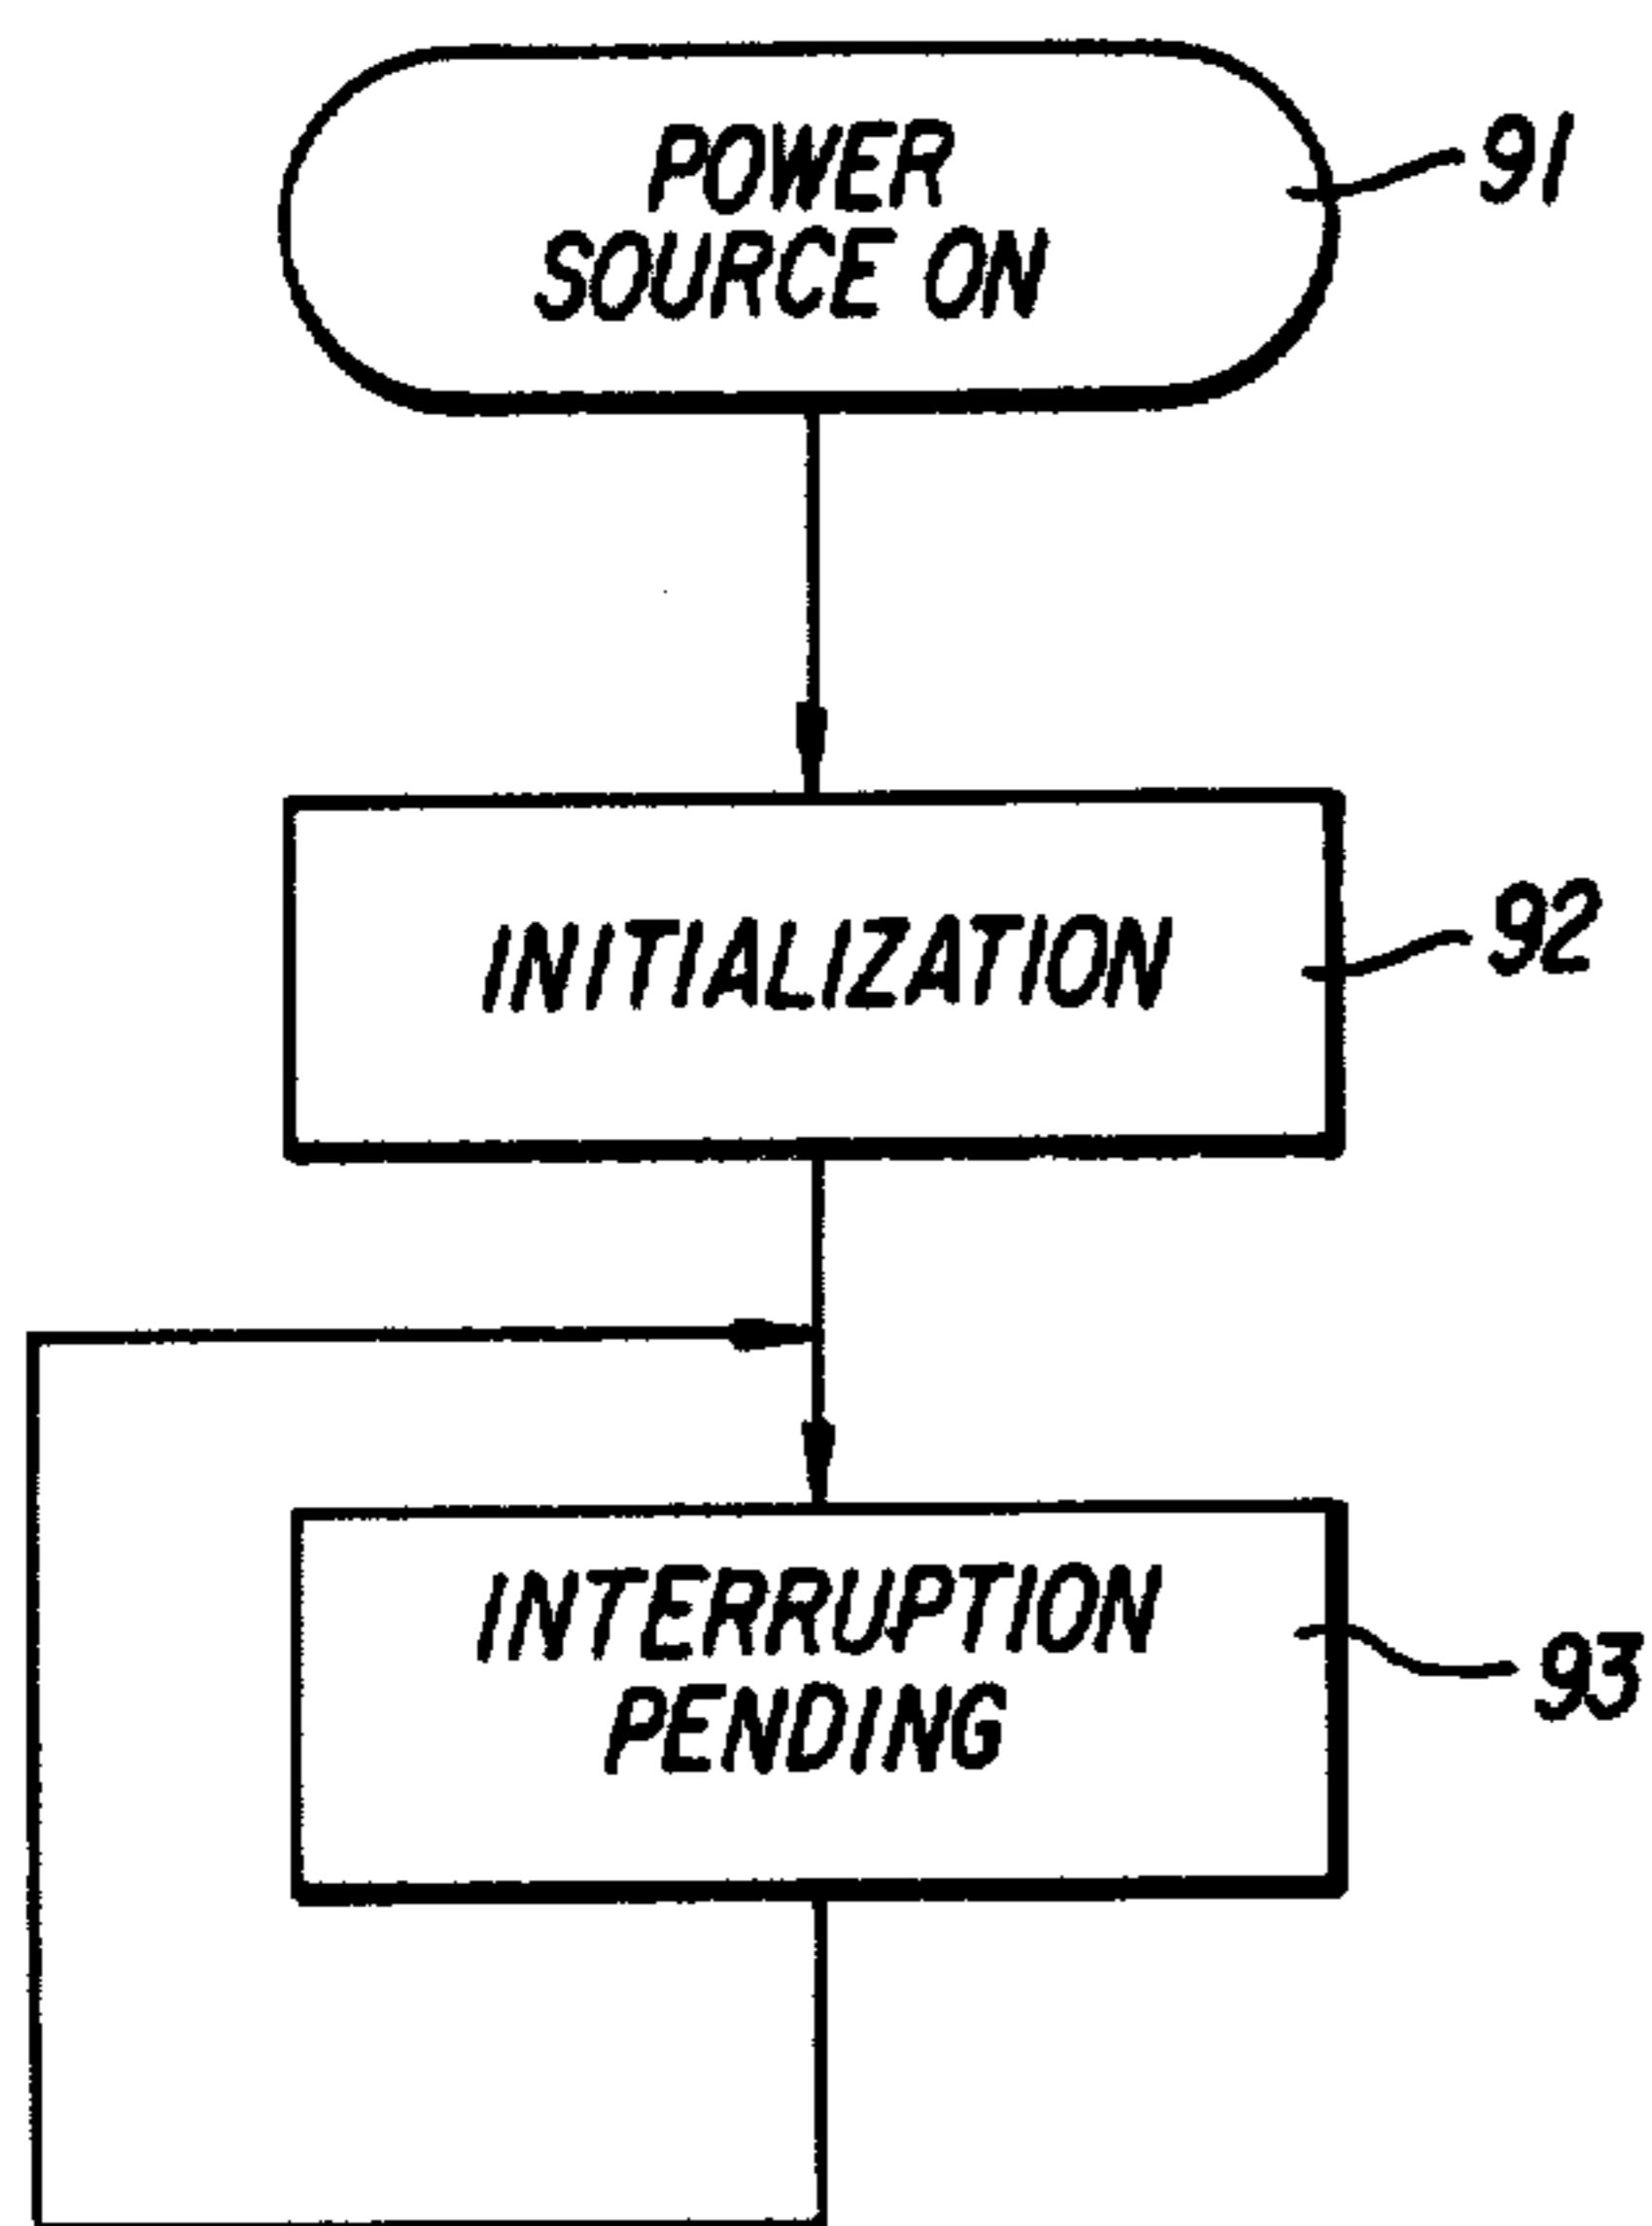 POWER
SOURCE ON
91
INITIALIZATION
92
INTERRUPTION
PENDING
93